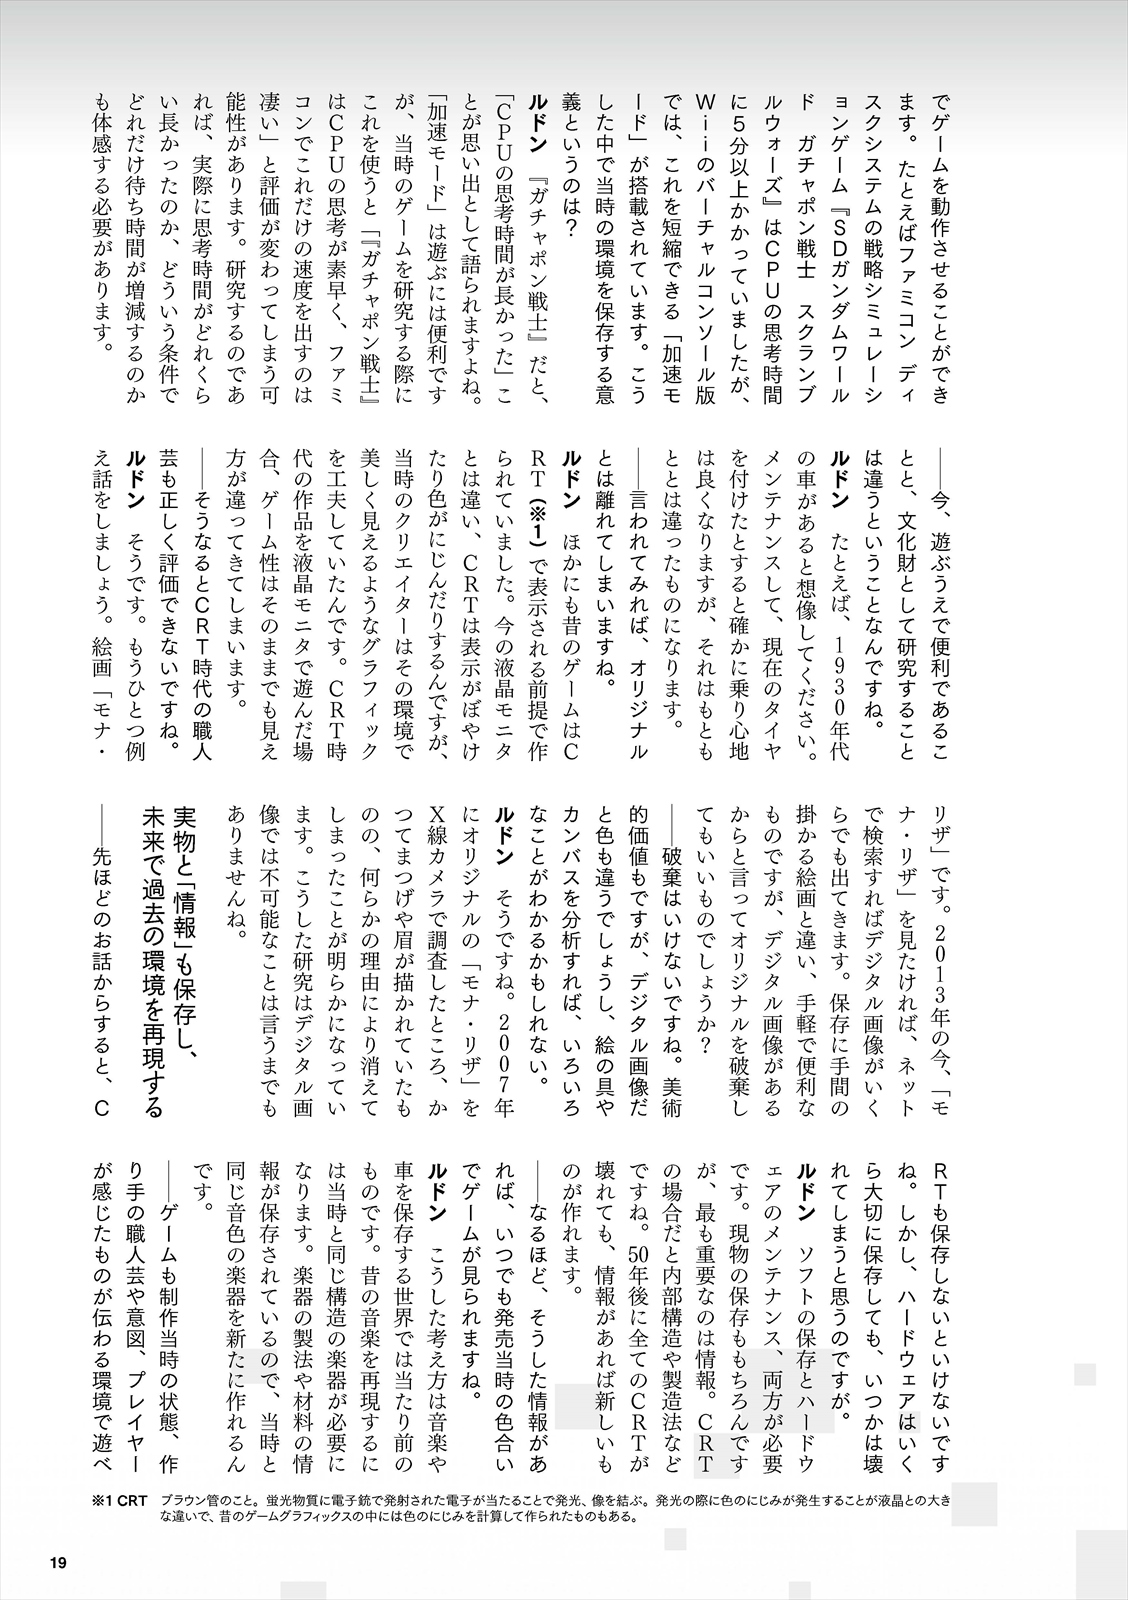 でゲームを動作させることができ
ます。たとえばファミコン ディ
スクシステムの戦略シミュレーシ
ョンゲーム『SDガンダムワール
ド ガチャポン戦士 スクランブ
ルウォーズ』はCPUの思考時間
に5分以上かかっていましたが、
Wiiのバーチャルコンソール版
では、これを短縮できる「加速モ
ード」が搭載されています。こう
した中で当時の環境を保存する意
義というのは?
ルドン 『ガチャポン戦士』だと、
「CPUの思考時間が長かった」こ
とが思い出として語られますよね。
「加速モード」は遊ぶには便利です
が、当時のゲームを研究する際に
これを使うと「『ガチャポン戦士』
はCPUの思考が素早く、ファミ
コンでこれだけの速度を出すのは
凄い」と評価が変わってしまう可
能性があります。研究するのであ
れば、実際に思考時間がどれくら
い長かったのか、どういう条件で
どれだけ待ち時間が増減するのか
も体感する必要があります。
――今、遊ぶうえで便利であるこ
とと、文化財として研究すること
は違うということなんですね。
ルドン たとえば、1930年代
の車があると想像してください。
メンテナンスして、現在のタイヤ
を付けたとすると確かに乗り心地
は良くなりますが、それはもとも
ととは違ったものになります。
――言われてみれば、オリジナル
とは離れてしまいますね。
ルドン ほかにも昔のゲームはC
RT(※1)で表示される前提で作
られていました。今の液晶モニタ
とは違い、CRTは表示がぼやけ
たり色がにじんだりするんですが、
当時のクリエイターはその環境で
美しく見えるようなグラフィック
を工夫していたんです。CRT時
代の作品を液晶モニタで遊んだ場
合、ゲーム性はそのままでも見え
方が違ってきてしまいます。
――そうなるとCRT時代の職人
芸も正しく評価できないですね。
ルドン そうです。もうひとつ例
え話をしましょう。絵画「モナ・
リザ」です。2013年の今、「モ
ナ・リザ」を見たければ、ネット
で検索すればデジタル画像がいく
らでも出てきます。保存に手間の
掛かる絵画と違い、手軽で便利な
ものですが、デジタル画像がある
からと言ってオリジナルを破棄し
てもいいものでしょうか?
――破棄はいけないですね。美術
的価値もですが、デジタル画像だ
と色も違うでしょうし、絵の具や
カンバスを分析すれば、いろいろ
なことがわかるかもしれない。
ルドン そうですね。2007年
にオリジナルの「モナ・リザ」を
X線カメラで調査したところ、か
つてまつげや眉が描かれていたも
のの、何らかの理由により消えて
しまったことが明らかになってい
ます。こうした研究はデジタル画
像では不可能なことは言うまでも
ありませんね。
実物と「情報」も保存し、
未来で過去の環境を再現する
――先ほどのお話からすると、C
RTも保存しないといけないです
ね。しかし、ハードウェアはいく
ら大切に保存しても、いつかは壊
れてしまうと思うのですが。
ルドン ソフトの保存とハードウ
ェアのメンテナンス、両方が必要
です。現物の保存ももちろんです
が、最も重要なのは情報。CRT
の場合だと内部構造や製造法など
ですね。50年後に全てのCRTが
壊れても、情報があれば新しいも
のが作れます。
――なるほど、そうした情報があ
れば、いつでも発売当時の色合い
でゲームが見られますね。
ルドン こうした考え方は音楽や
車を保存する世界では当たり前の
ものです。昔の音楽を再現するに
は当時と同じ構造の楽器が必要に
なります。楽器の製法や材料の情
報が保存されているので、当時と
同じ音色の楽器を新たに作れるん
です。
――ゲームも制作当時の状態、作
り手の職人芸や意図、プレイヤー
が感じたものが伝わる環境で遊べ
※1 CRT ブラウン管のこと。蛍光物質に電子銃で発射された電子が当たることで発光、像を結ぶ。発光の際に色のにじみが発生することが液晶との大き
な違いで、昔のゲームグラフィックスの中には色のにじみを計算して作られたものもある。
19